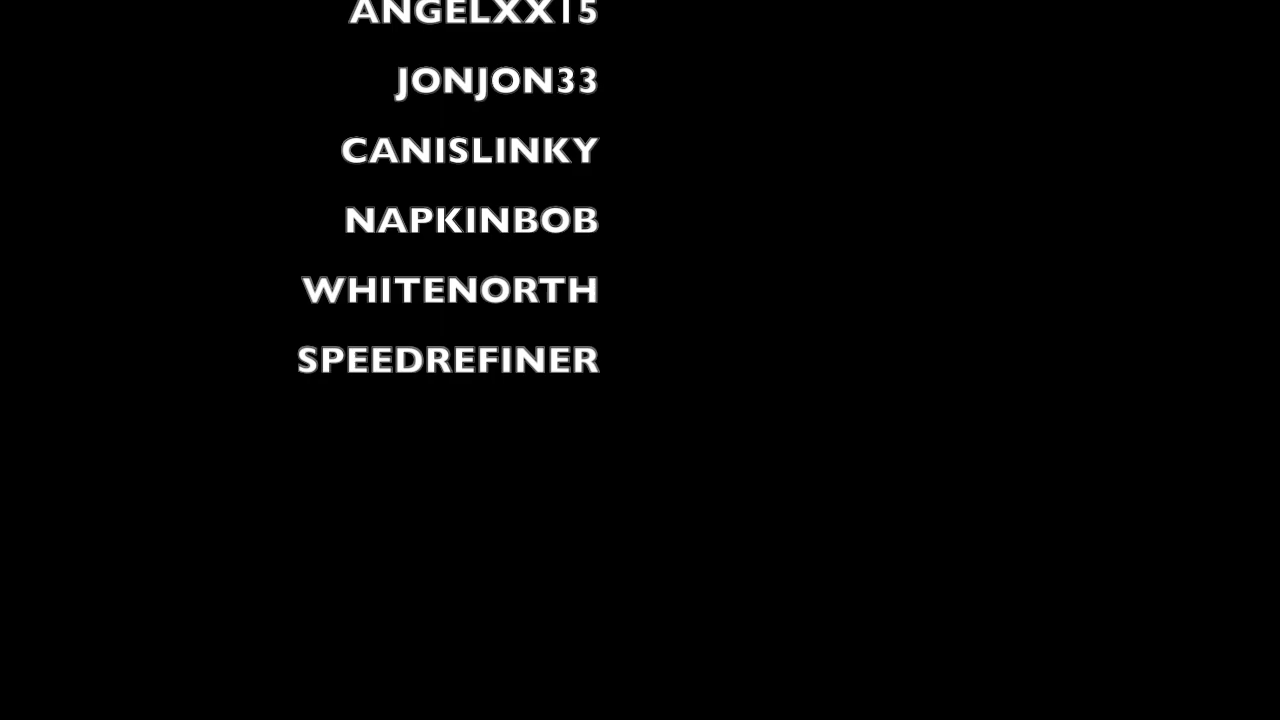 ANGELXX15
JONJON33
CANISLINKY
NAPKINBOB
WHITENORTH
SPEEDREFINER